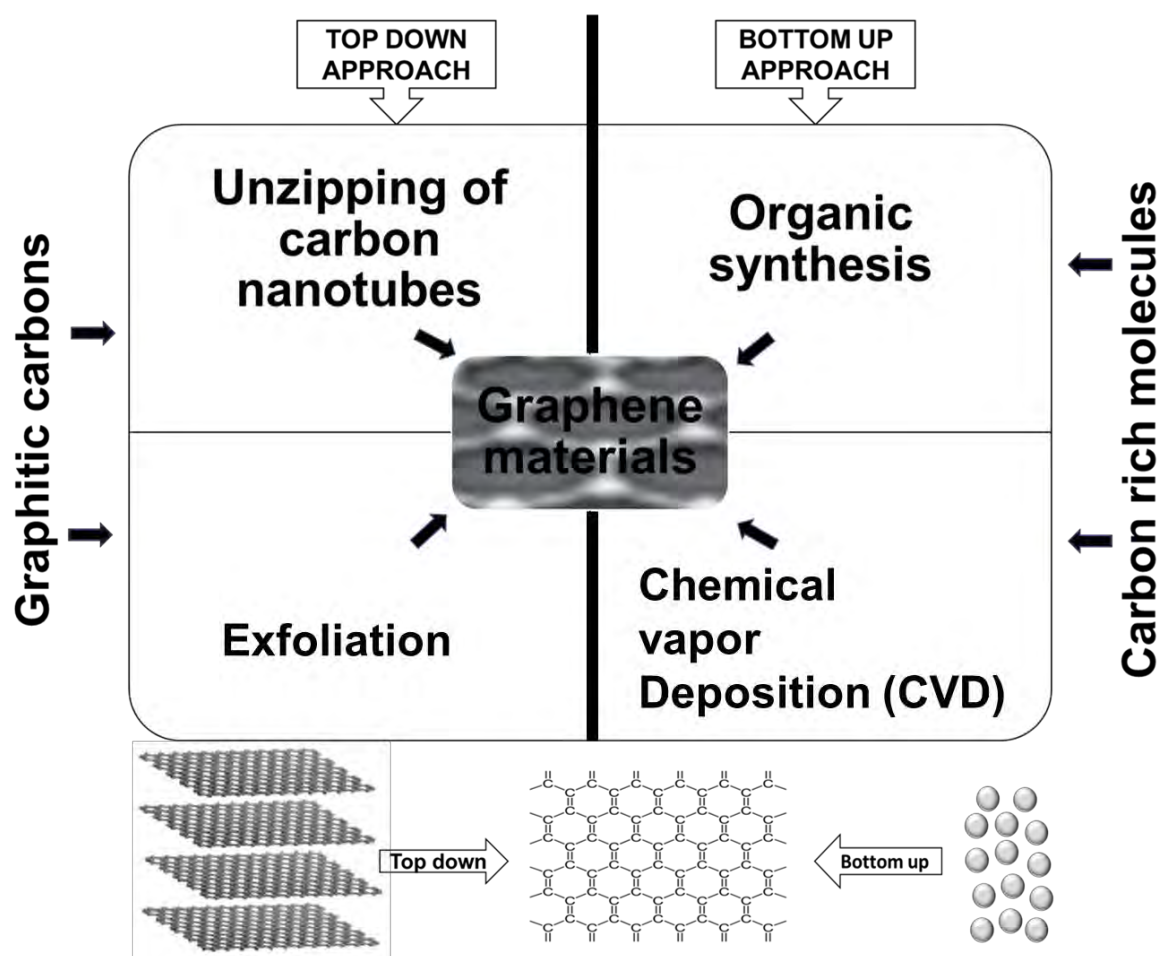 TOP DOWN
APPROACH
BOTTOM UP
APPROACH
Unzipping of
carbon
nanotubes
Organic
synthesis
Graphitic carbons
Carbon rich molecules
Graphene
materials
Exfoliation
Chemical
vapor
Deposition (CVD)
Top down
Bottom up